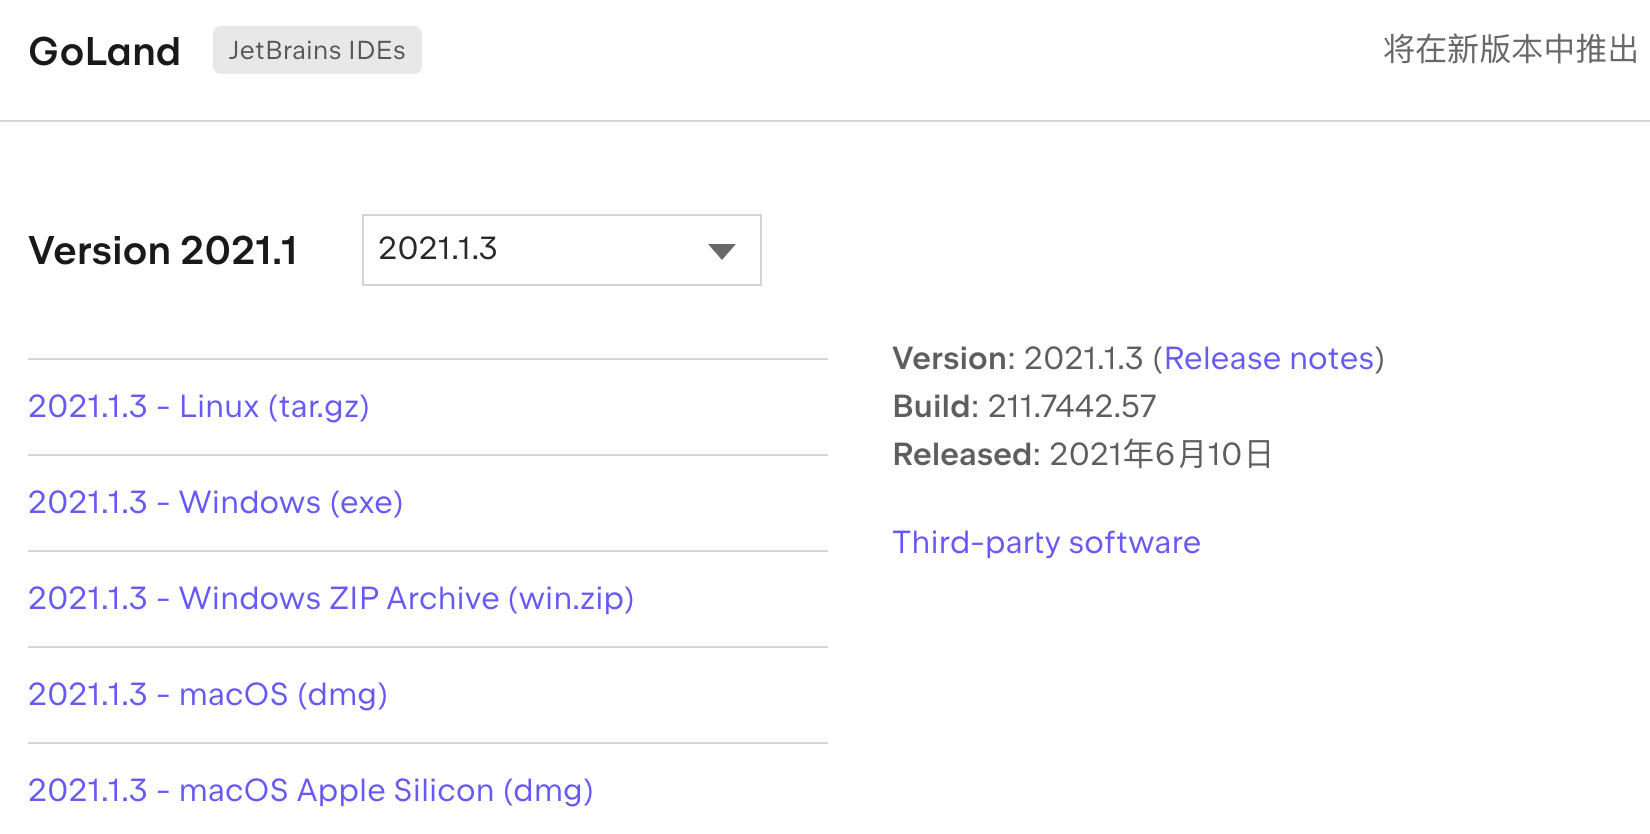 GoLand
JetBrains IDEs
将在新版本中推出
Version 2021.1
2021.1.3
2021.1.3 - Linux (tar.gz)
2021.1.3 - Windows (exe)
2021.1.3 - Windows ZIP Archive (win.zip)
2021.1.3 - macOS (dmg)
2021.1.3 - macOS Apple Silicon (dmg)
Version: 2021.1.3 (Release notes)
Build: 211.7442.57
Released: 2021年6月10日
Third-party software